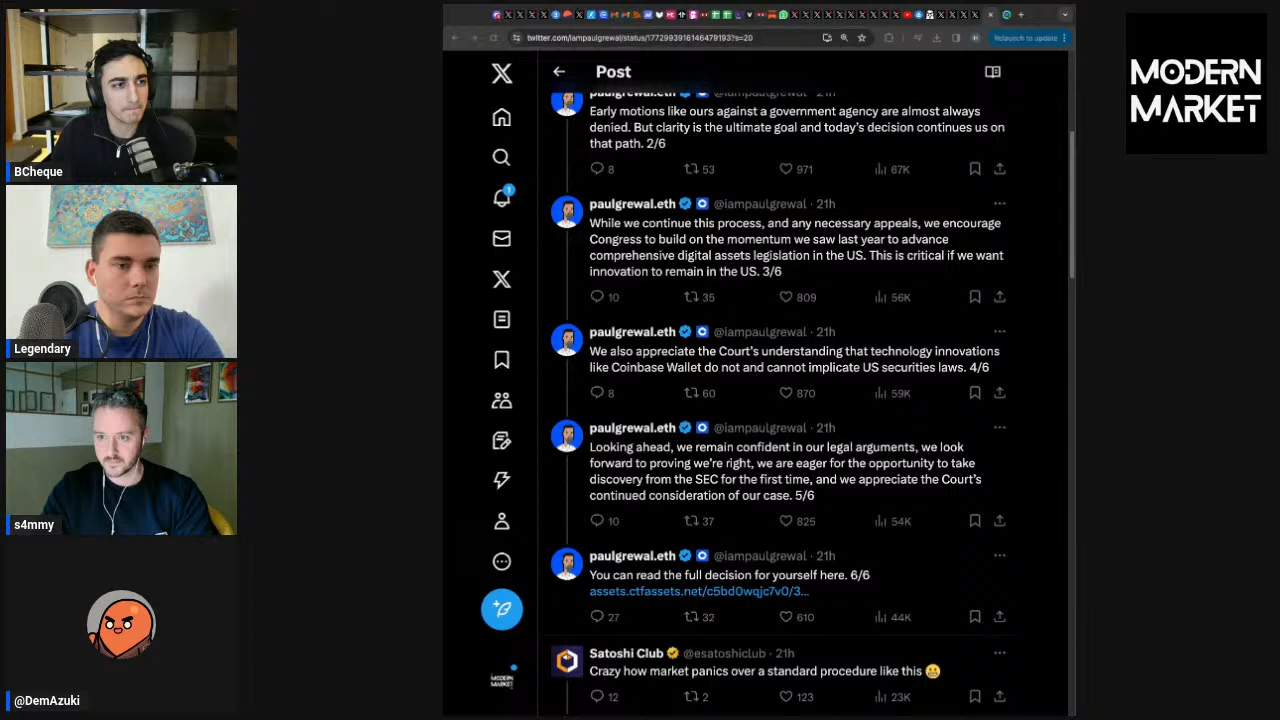 twitter.com/iampaulgrewal/status/1772993916146479193?s=20
Relaunch to update
Post
paulgrewal.eth @iampaulgrewal · 21h
Early motions like ours against a government agency are almost always
denied. But clarity is the ultimate goal and today's decision continues us on
that path. 2/6
8 53 971 67K
paulgrewal.eth @iampaulgrewal · 21h
While we continue this process, and any necessary appeals, we encourage
Congress to build on the momentum we saw last year to advance
comprehensive digital assets legislation in the US. This is critical if we want
innovation to remain in the US. 3/6
10 35 809 56K
paulgrewal.eth @iampaulgrewal · 21h
We also appreciate the Court's understanding that technology innovations
like Coinbase Wallet do not and cannot implicate US securities laws. 4/6
8 60 870 59K
paulgrewal.eth @iampaulgrewal · 21h
Looking ahead, we remain confident in our legal arguments, we look
forward to proving we're right, we are eager for the opportunity to take
discovery from the SEC for the first time, and we appreciate the Court's
continued consideration of our case. 5/6
10 37 825 54K
paulgrewal.eth @iampaulgrewal · 21h
You can read the full decision for yourself here. 6/6
assets.ctfassets.net/c5bd0wqjc7v0/3...
27 32 610 44K
Satoshi Club @esatoshiclub · 21h
Crazy how market panics over a standard procedure like this
12 2 123 23K
1
MODERN
MARKET
BCheque
Legendary
s4mmy
@DemAzuki
MODERN
MARKET